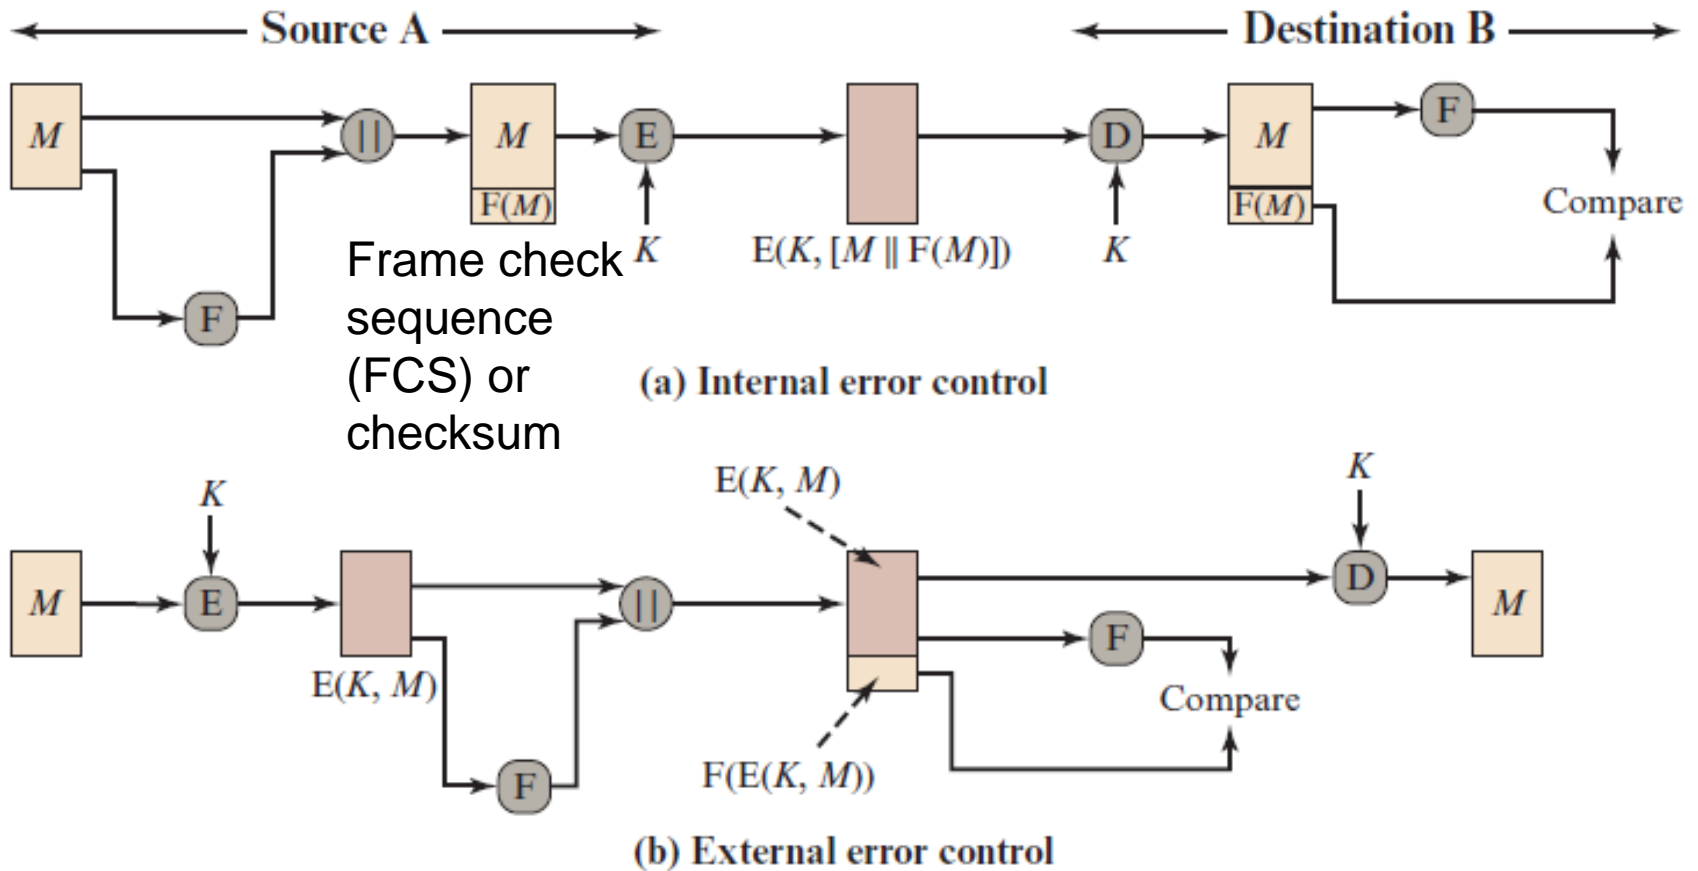 Source A
Destination B
M
||
M
F(M)
E
K
E(K, [M || F(M)])
D
K
M
F(M)
F
Compare
F
Frame check
sequence
(FCS) or
checksum
(a) Internal error control
K
M
E
E(K, M)
F
||
E(K, M)
F(E(K, M))
F
Compare
K
D
M
(b) External error control